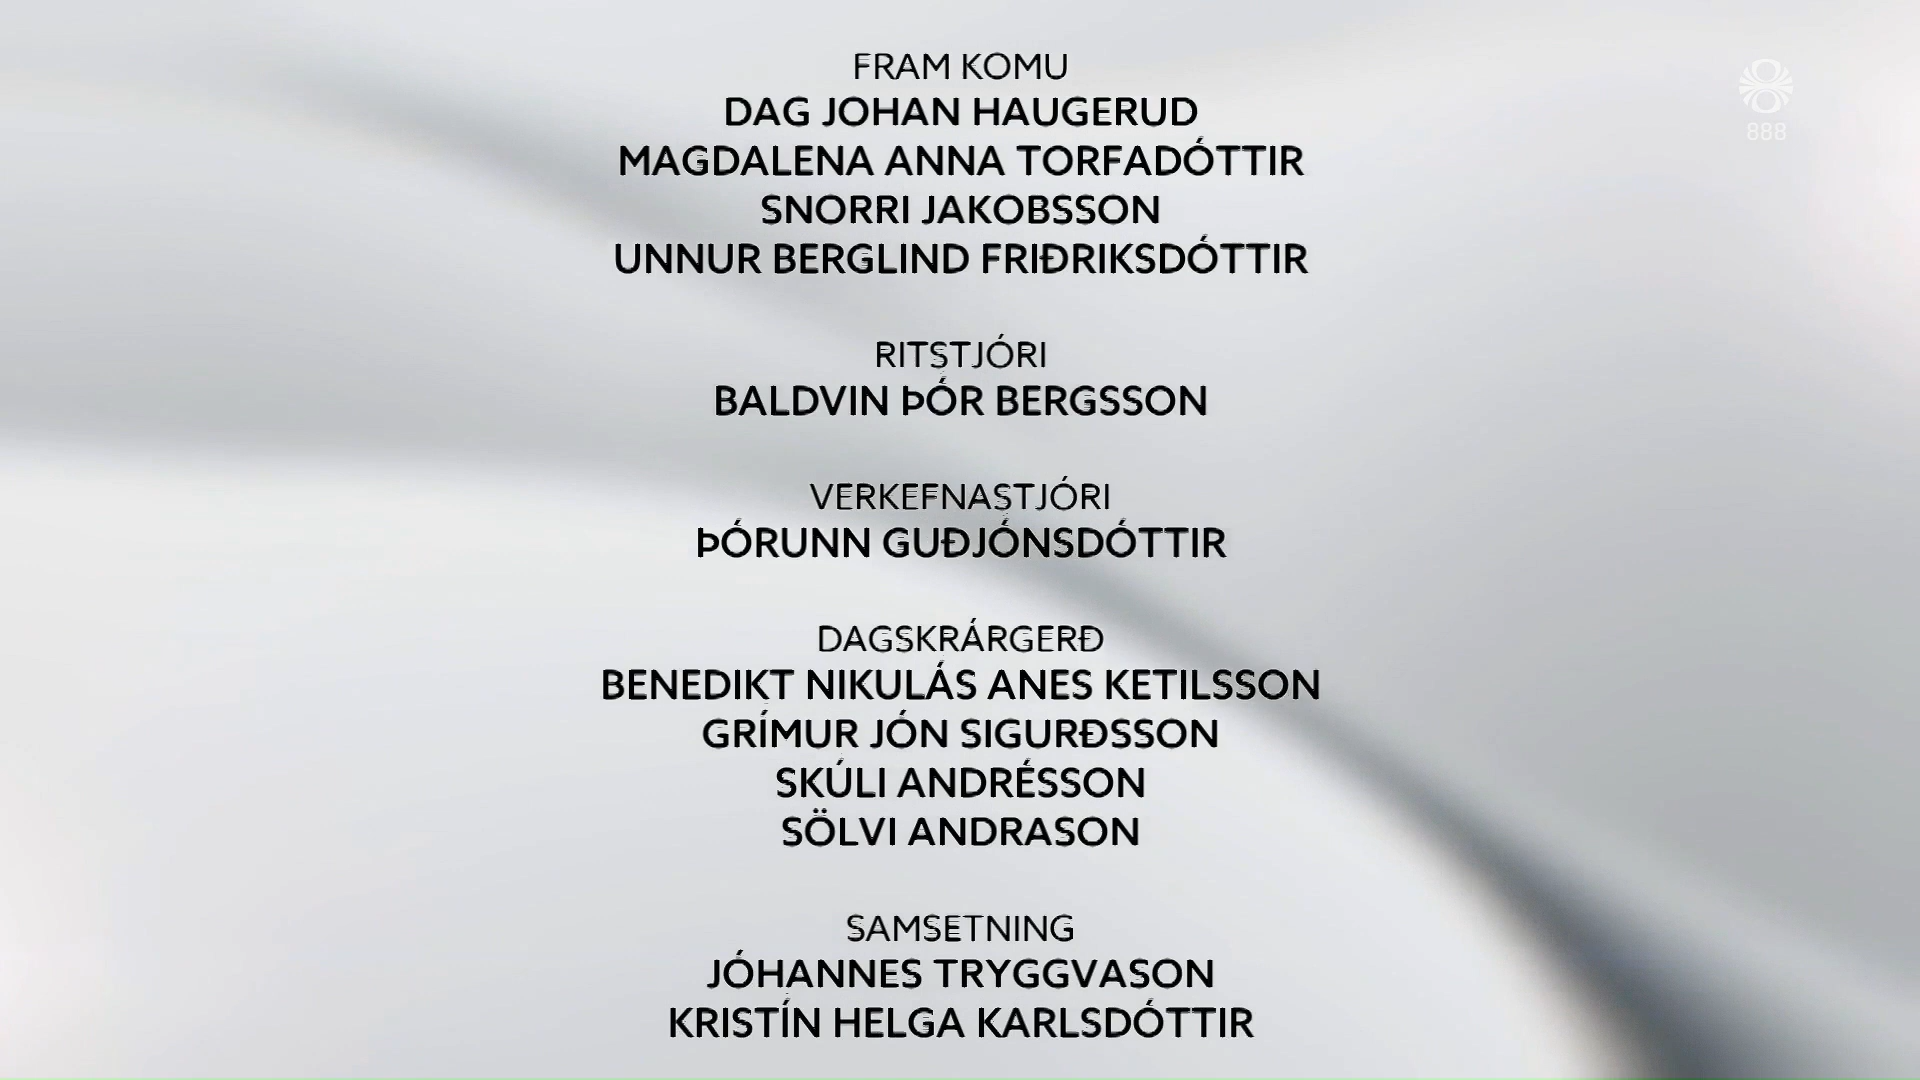 FRAM KOMU
DAG JOHAN HAUGERUD
MAGDALENA ANNA TORFADÓTTIR
SNORRI JAKOBSSON
UNNUR BERGLIND FRIÐRIKSDÓTTIR
RITSTJÓRI
BALDVIN ÞÓR BERGSSON
VERKEFNASTJÓRI
ÞÓRUNN GUÐJÓNSDÓTTIR
DAGSKRÁRGERÐ
BENEDIKT NIKULÁS ANES KETILSSON
GRÍMUR JÓN SIGURÐSSON
SKÚLI ANDRÉSSON
SÖLVI ANDRASON
SAMSETNING
JÓHANNES TRYGGVASON
KRISTÍN HELGA KARLSDÓTTIR
888